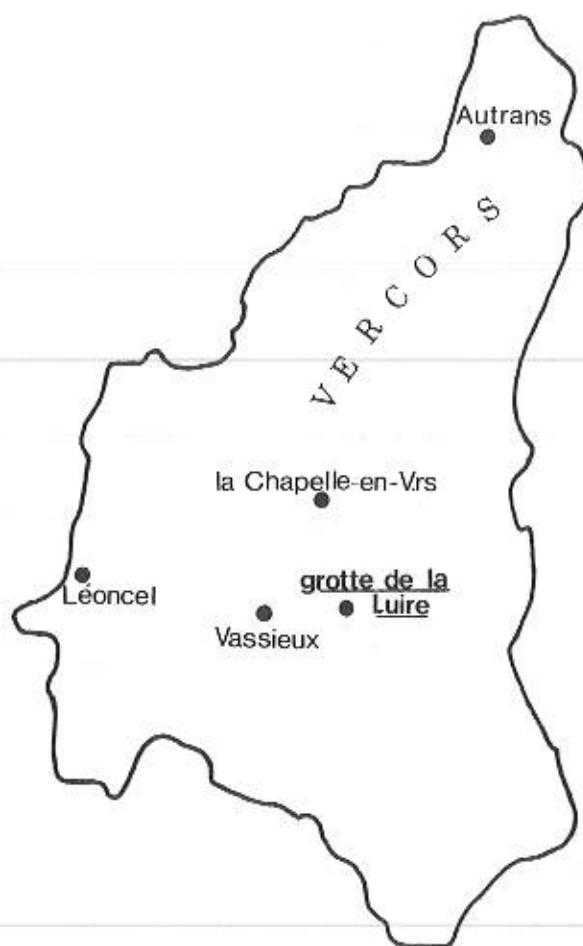 Autrans
VERCORS
la Chapelle-en-Vrs
grotte de la
Luire
Léoncel
Vassieux